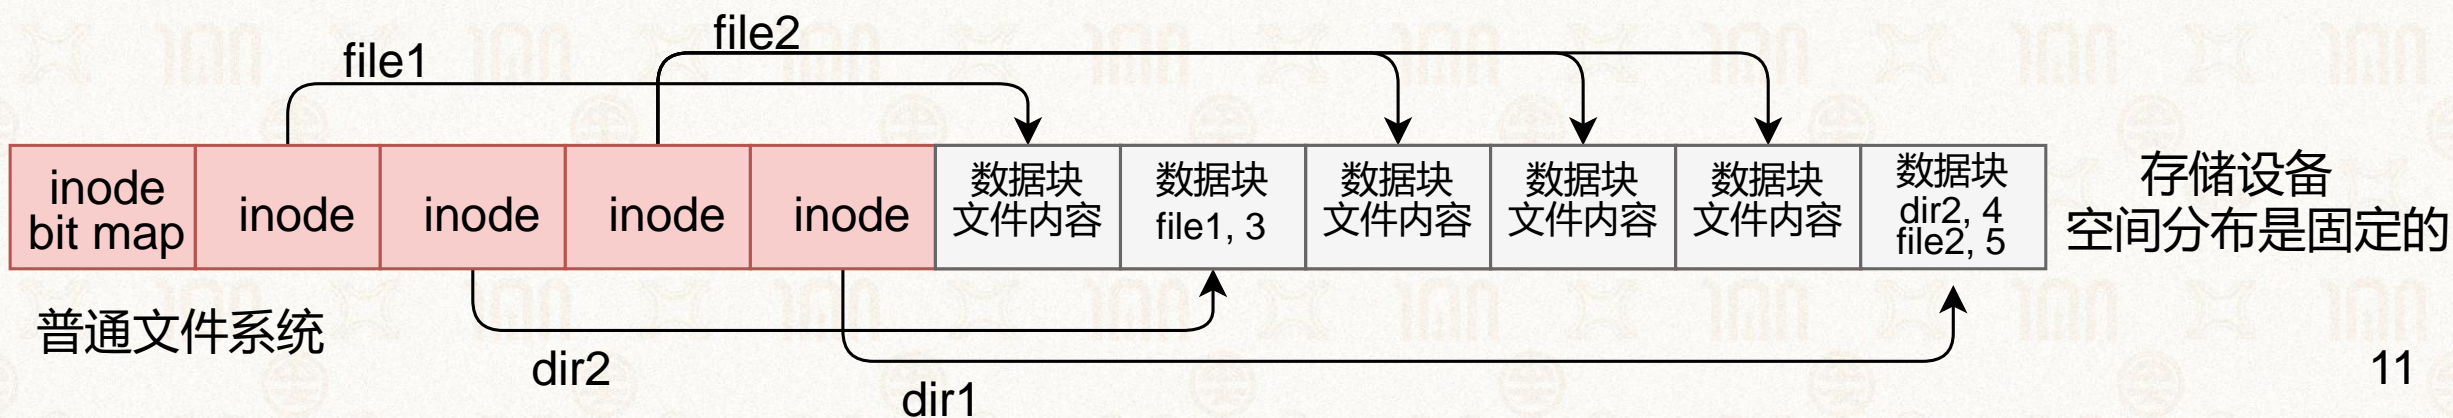 file1
file2
inode
bit map
inode
inode
inode
inode
数据块
文件内容
数据块
file1, 3
数据块
文件内容
数据块
文件内容
数据块
文件内容
数据块
dir2, 4
file2, 5
存储设备
空间分布是固定的
普通文件系统
dir2
dir1
11